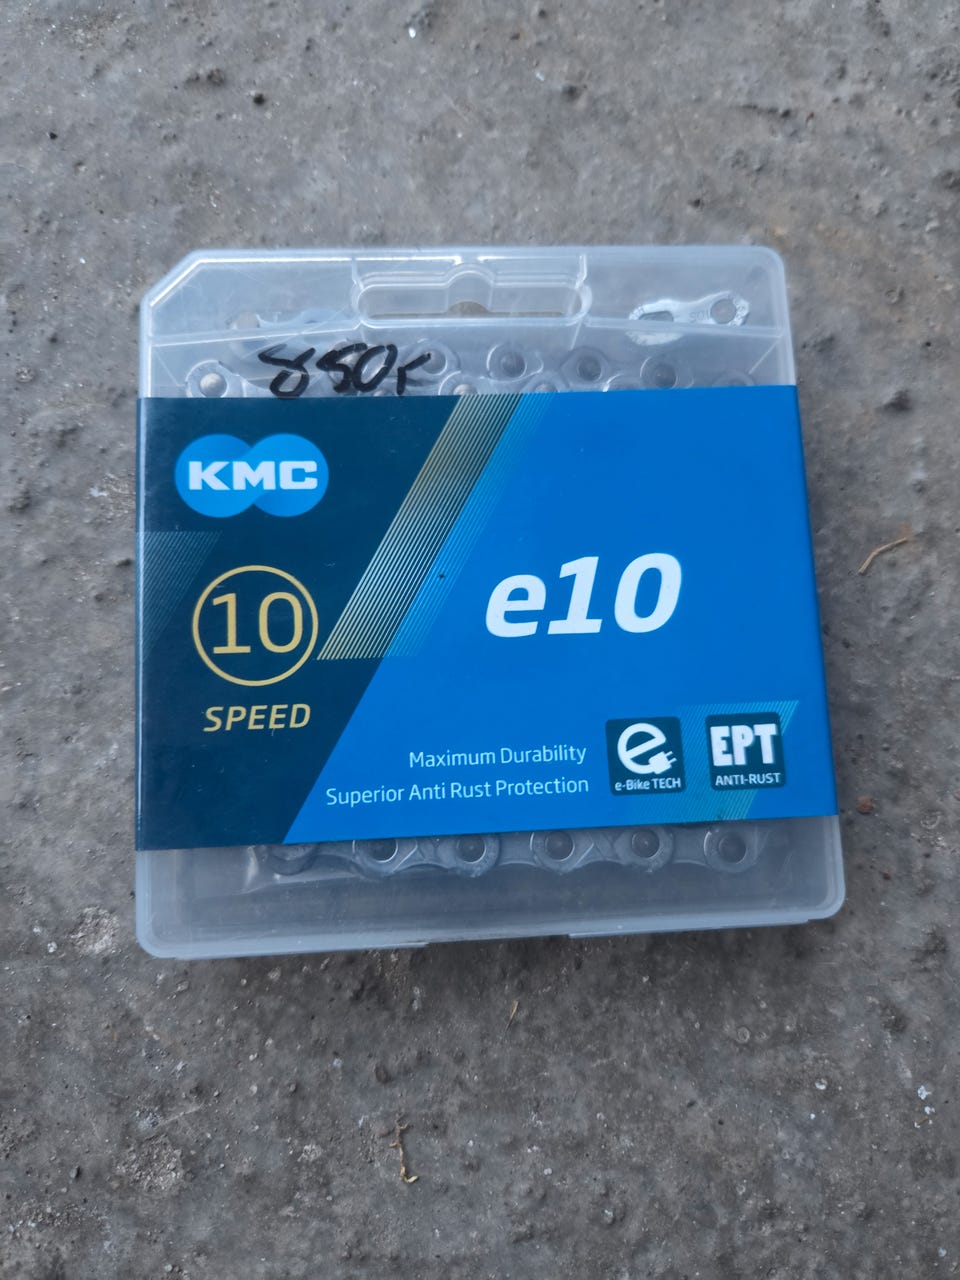 850r
KMC
10
SPEED
e10
Maximum Durability
Superior Anti Rust Protection
e-Bike TECH
EPT
ANTI-RUST